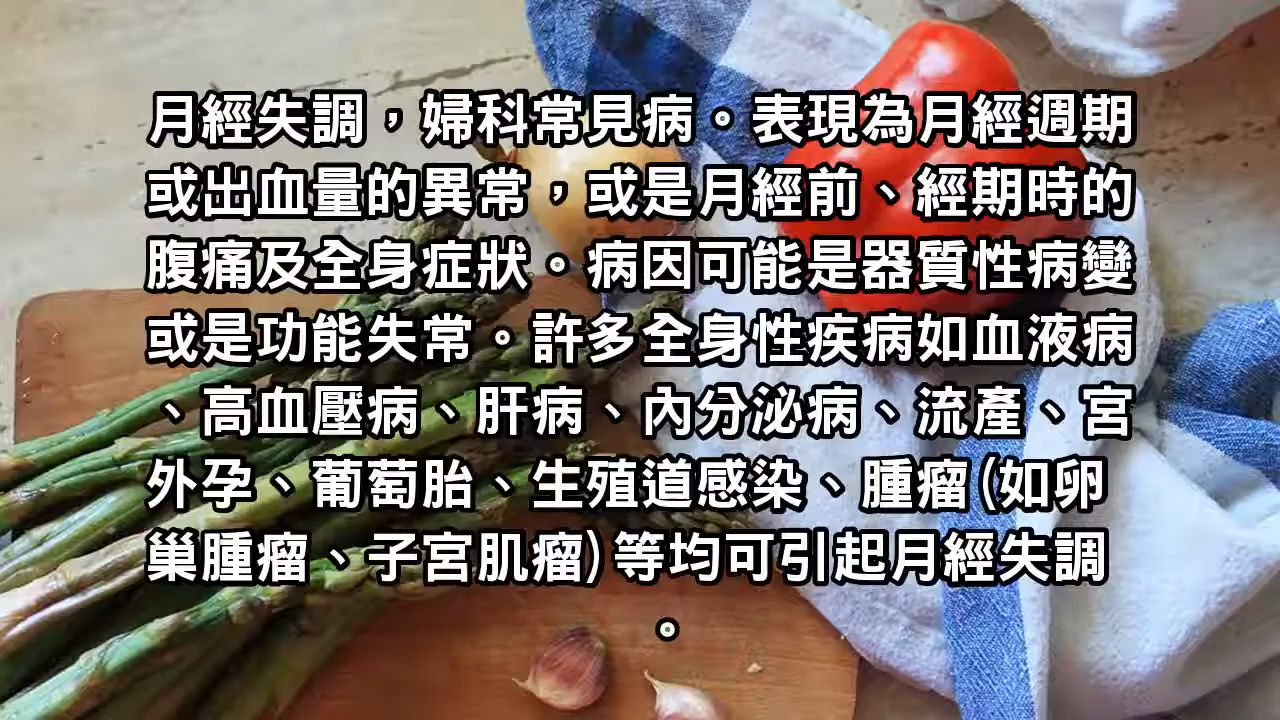 月經失調，婦科常見病。表現為月經週期
或出血量的異常，或是月經前、經期時的
腹痛及全身症狀。病因可能是器質性病變
或是功能失常。許多全身性疾病如血液病
、高血壓病、肝病、內分泌病、流產、宮
外孕、葡萄胎、生殖道感染、腫瘤(如卵
巢腫瘤、子宮肌瘤)等均可引起月經失調
。